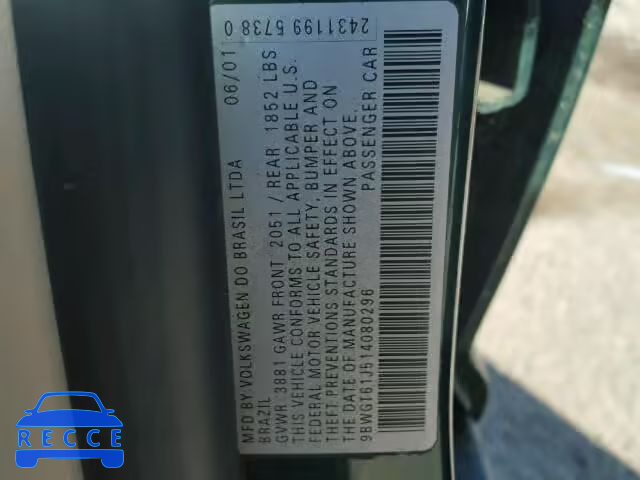 MFD BY VOLKSWAGEN DO BRASIL LTDA 06/01
BRAZIL
GVWR 3881 GAWR FRONT 2051 / REAR 1852 LBS
THIS VEHICLE CONFORMS TO ALL APPLICABLE U.S.
FEDERAL MOTOR VEHICLE SAFETY, BUMPER AND
THEFT PREVENTIONS STANDARDS IN EFFECT ON
THE DATE OF MANUFACTURE SHOWN ABOVE.
9BWGT61J514080296 PASSENGER CAR
2431199 5738 0
RECCE